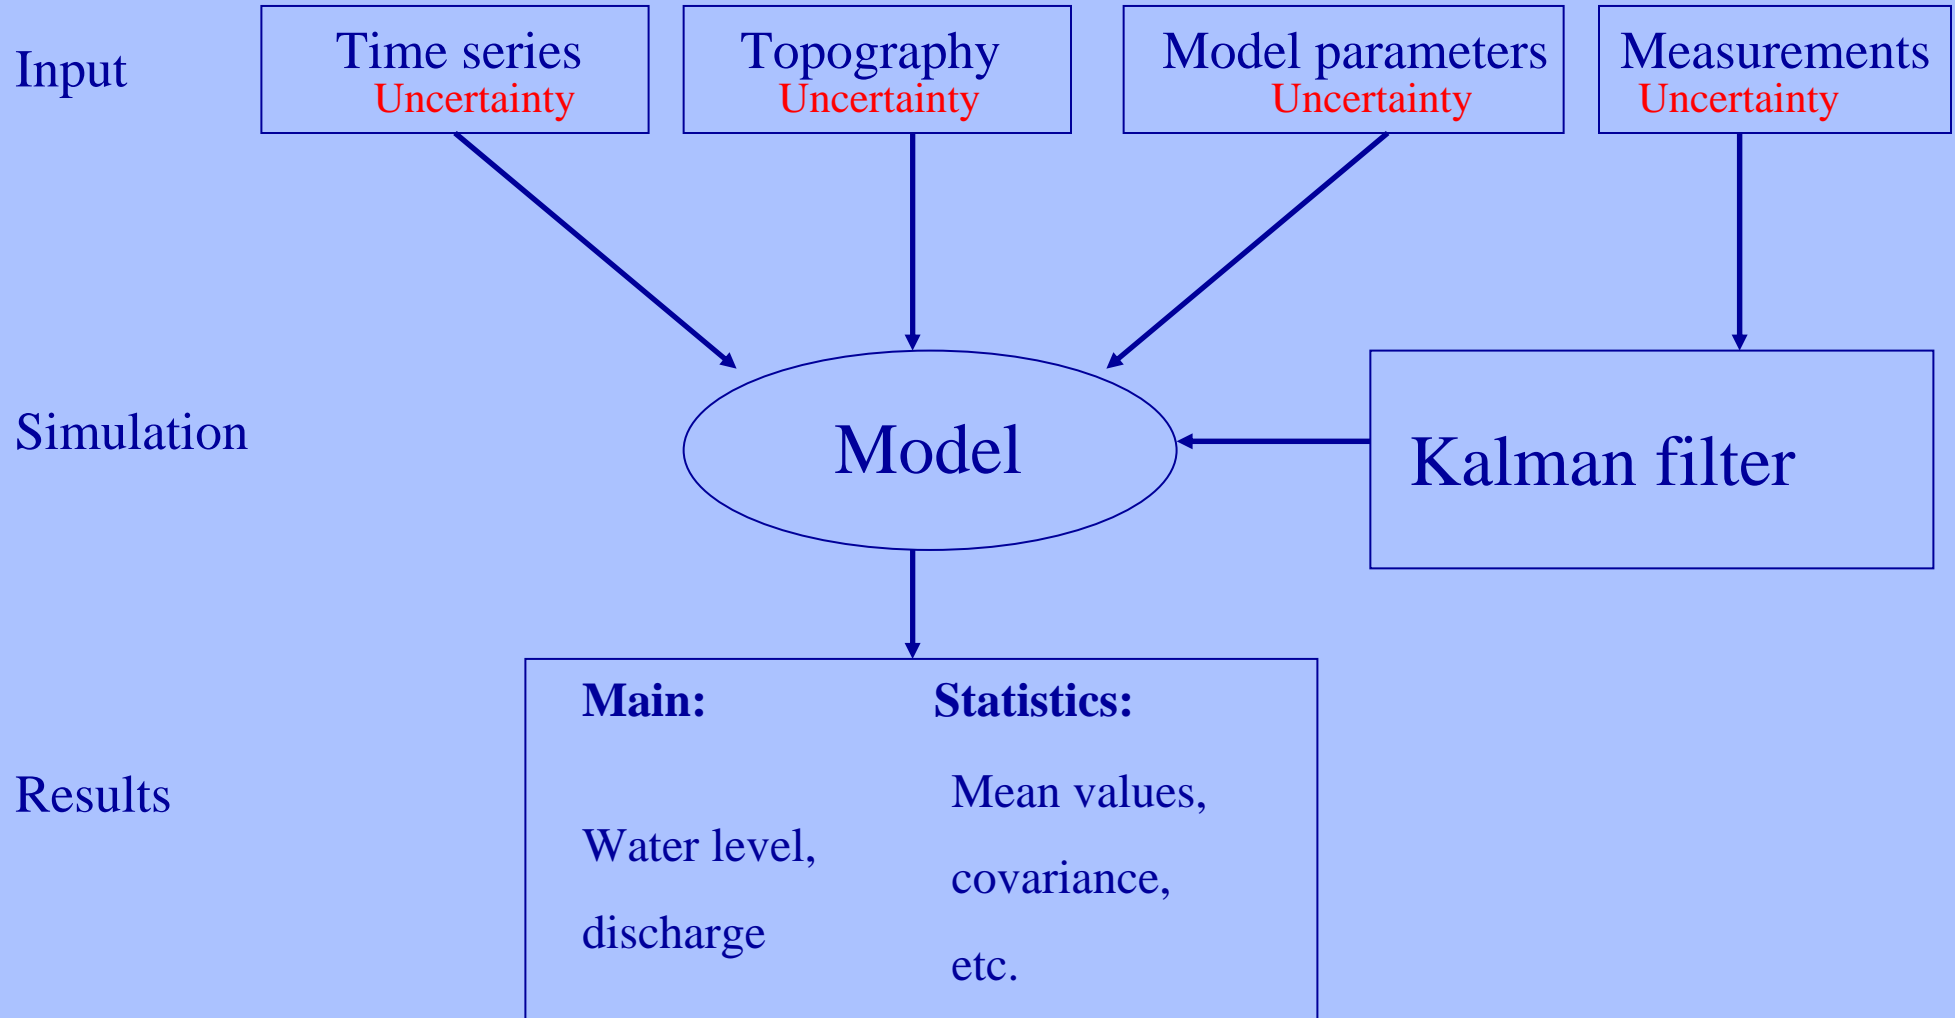 Input
Time series
Uncertainty
Topography
Uncertainty
Model parameters
Uncertainty
Measurements
Uncertainty
Simulation
Model
Kalman filter
Results
Main:
Water level,
discharge
Statistics:
Mean values,
covariance,
etc.